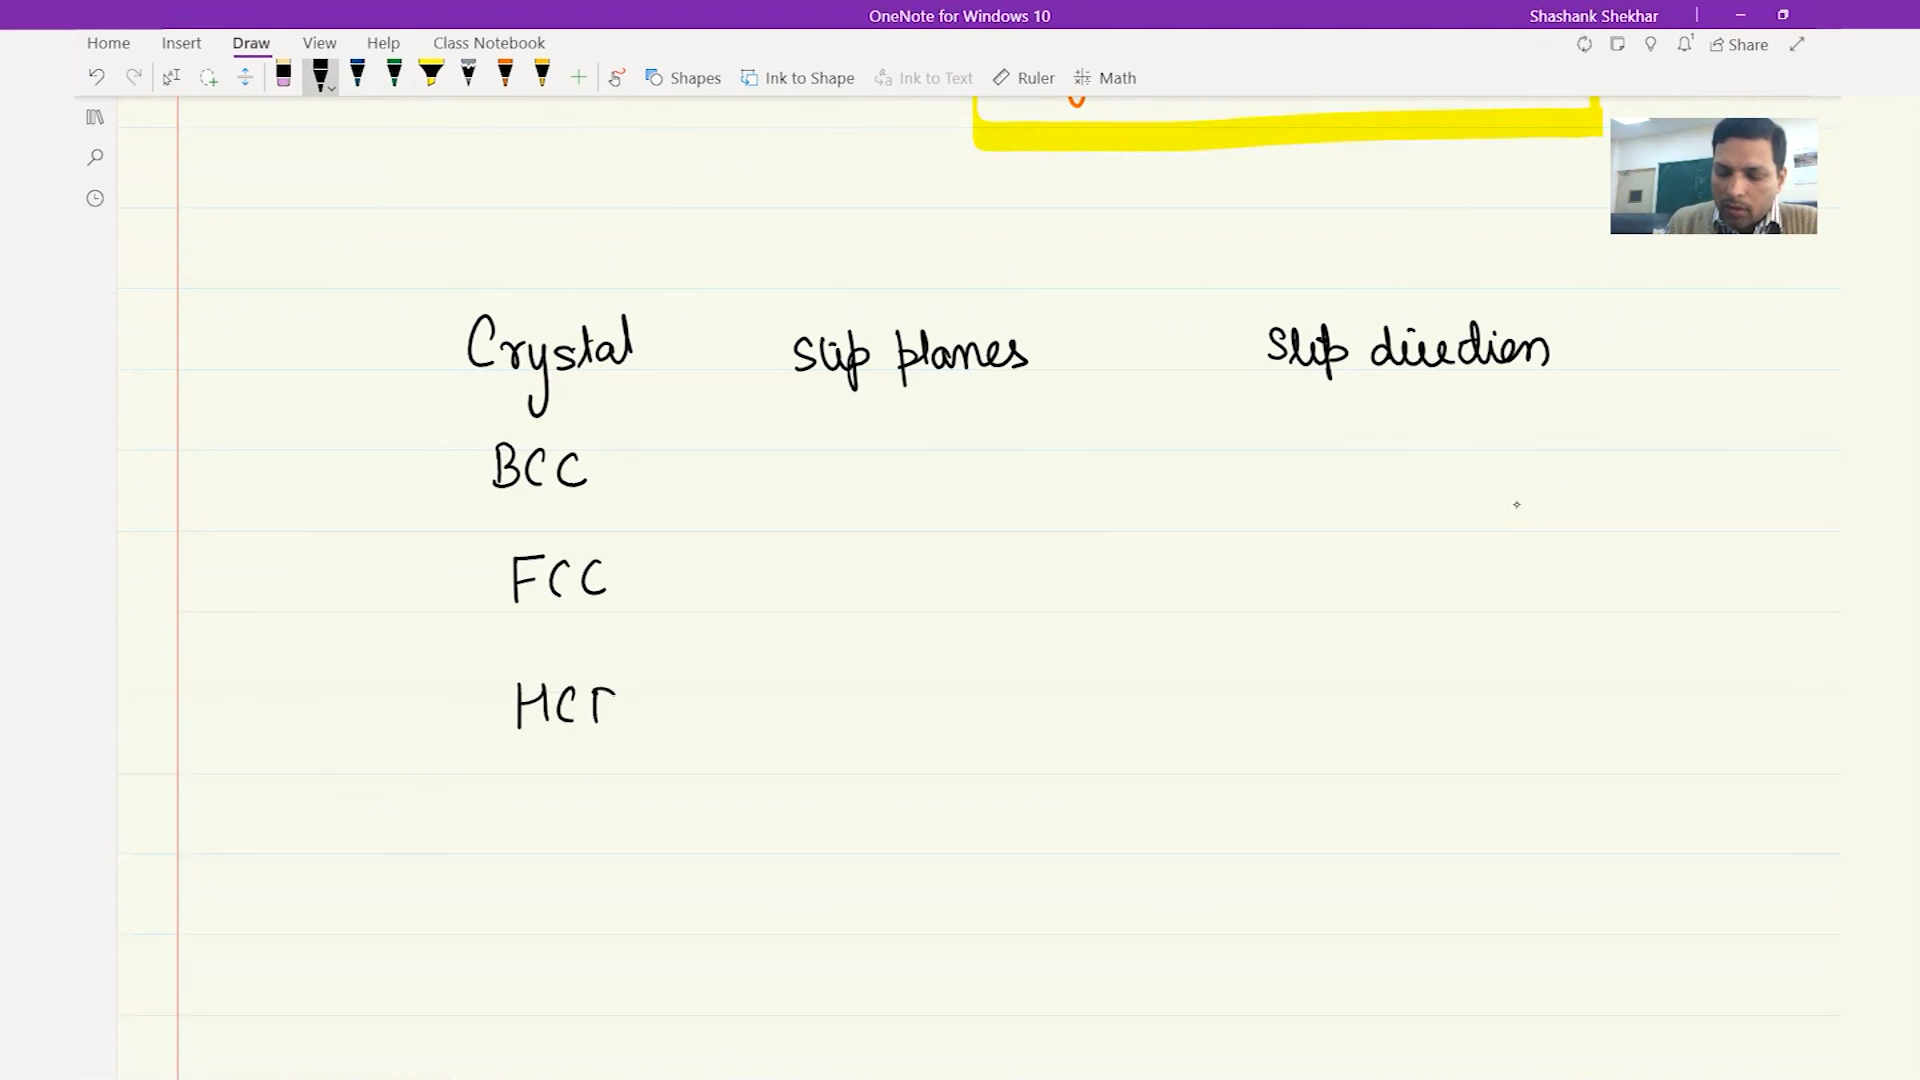 OneNote for Windows 10
Shashank Shekhar
Home Insert Draw View Help Class Notebook
Share
Shapes Ink to Shape Ink to Text Ruler Math
Crystal Slip planes Slip direction
BCC
FCC
HCP